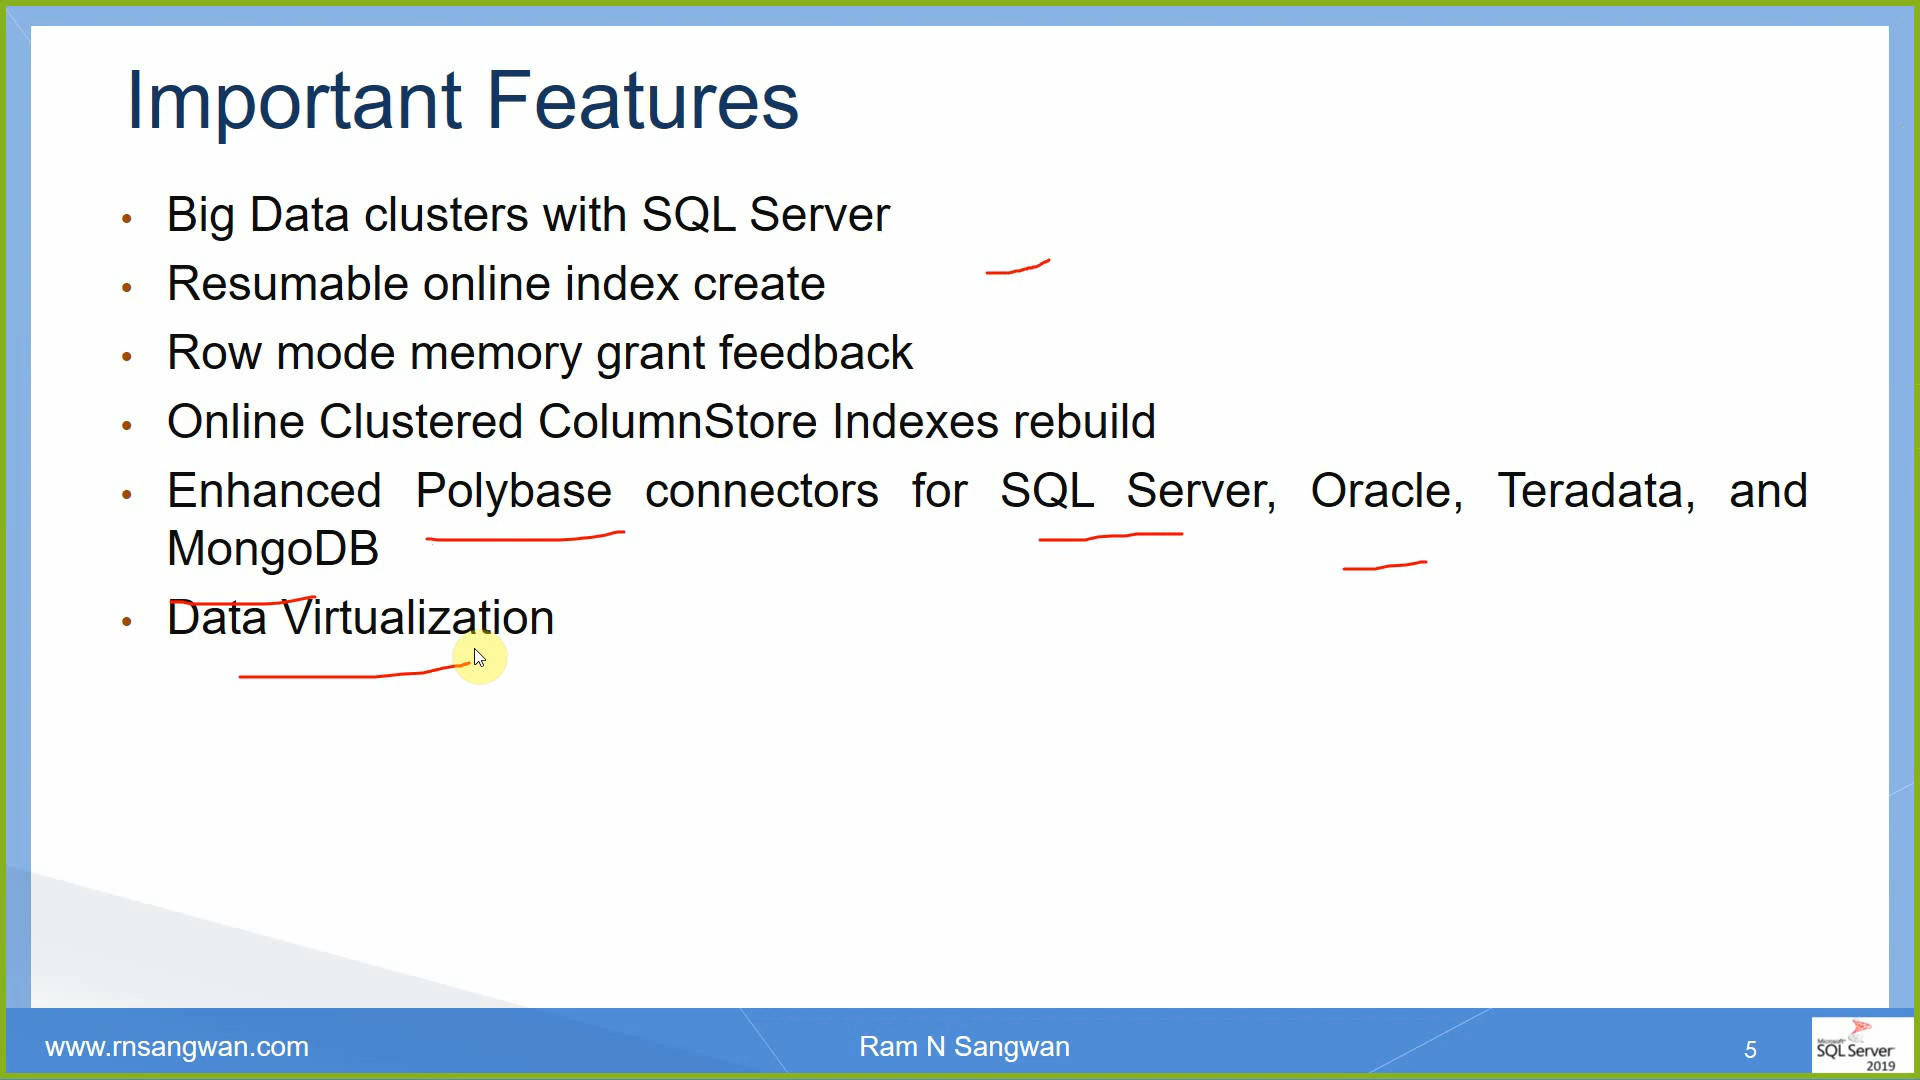 Important Features
• Big Data clusters with SQL Server
• Resumable online index create
• Row mode memory grant feedback
• Online Clustered ColumnStore Indexes rebuild
• Enhanced Polybase connectors for SQL Server, Oracle, Teradata, and
MongoDB
• Data Virtualization
www.rnsangwan.com
Ram N Sangwan
5
Microsoft
SQL Server
2019